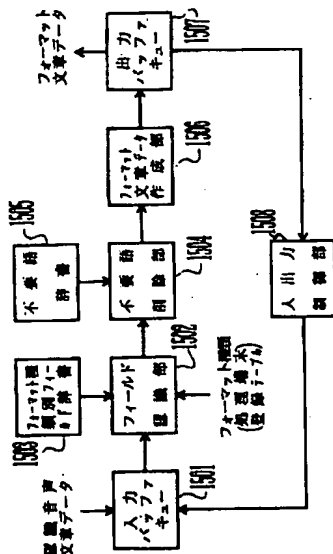 認識音声
文章データ
入力
バッファ
キュー
1501
フォーマット種
類別フィー
ルド辞書
1503
フィールド
認識部
1502
フォーマット種類
(処理端末
登録テーブル)
不要語
辞書
1505
不要語
削除部
1504
フォーマット
文章データ
作成部
1506
フォーマット
文章データ
出力
バッファ
キュー
1507
入出力
制御部
1508